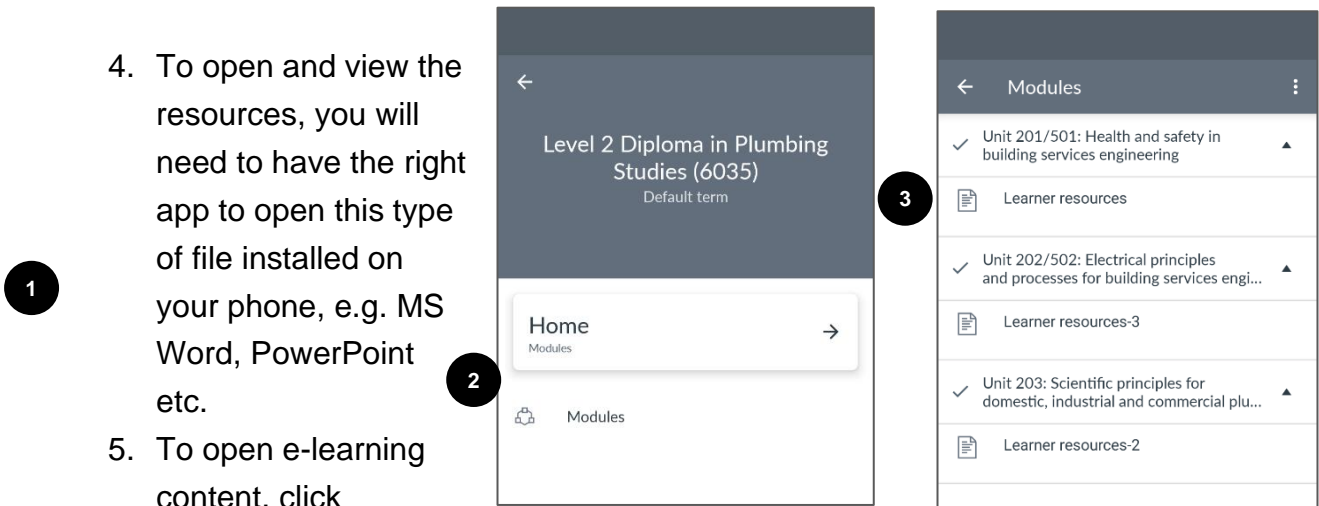 4. To open and view the
resources, you will
need to have the right
app to open this type
of file installed on
your phone, e.g. MS
Word, PowerPoint
etc.
5. To open e-learning
content, click
1
Level 2 Diploma in Plumbing
Studies (6035)
Default term
Home
Modules
2
Modules
3
Modules
Unit 201/501: Health and safety in
building services engineering
Learner resources
Unit 202/502: Electrical principles
and processes for building services engi...
Learner resources-3
Unit 203: Scientific principles for
domestic, industrial and commercial plu...
Learner resources-2